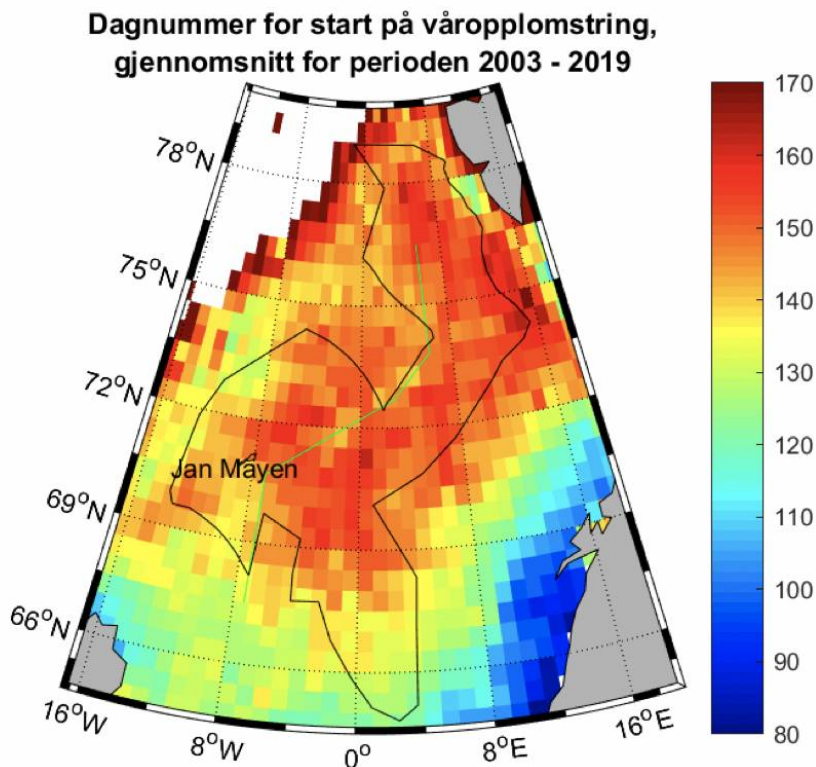 Dagnummer for start på våropplomstring,
gjennomsnitt for perioden 2003 - 2019
170
78°N
160
150
75°N
140
72°N
130
Jan Mayen
120
69°N
110
100
66°N
90
16°W
8°W
0°
8°E
16°E
80